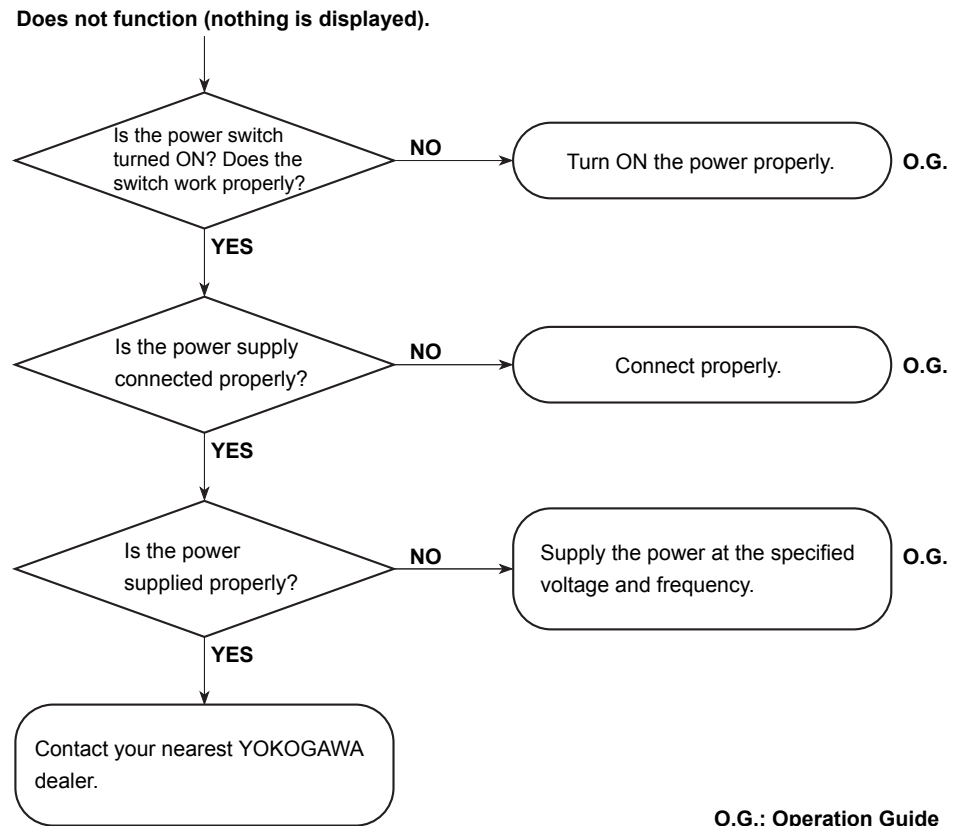 Does not function (nothing is displayed).
Is the power switch
turned ON? Does the
switch work properly?
NO
Turn ON the power properly.
O.G.
YES
Is the power supply
connected properly?
NO
Connect properly.
O.G.
YES
Is the power
supplied properly?
NO
Supply the power at the specified
voltage and frequency.
O.G.
YES
Contact your nearest YOKOGAWA
dealer.
O.G.: Operation Guide